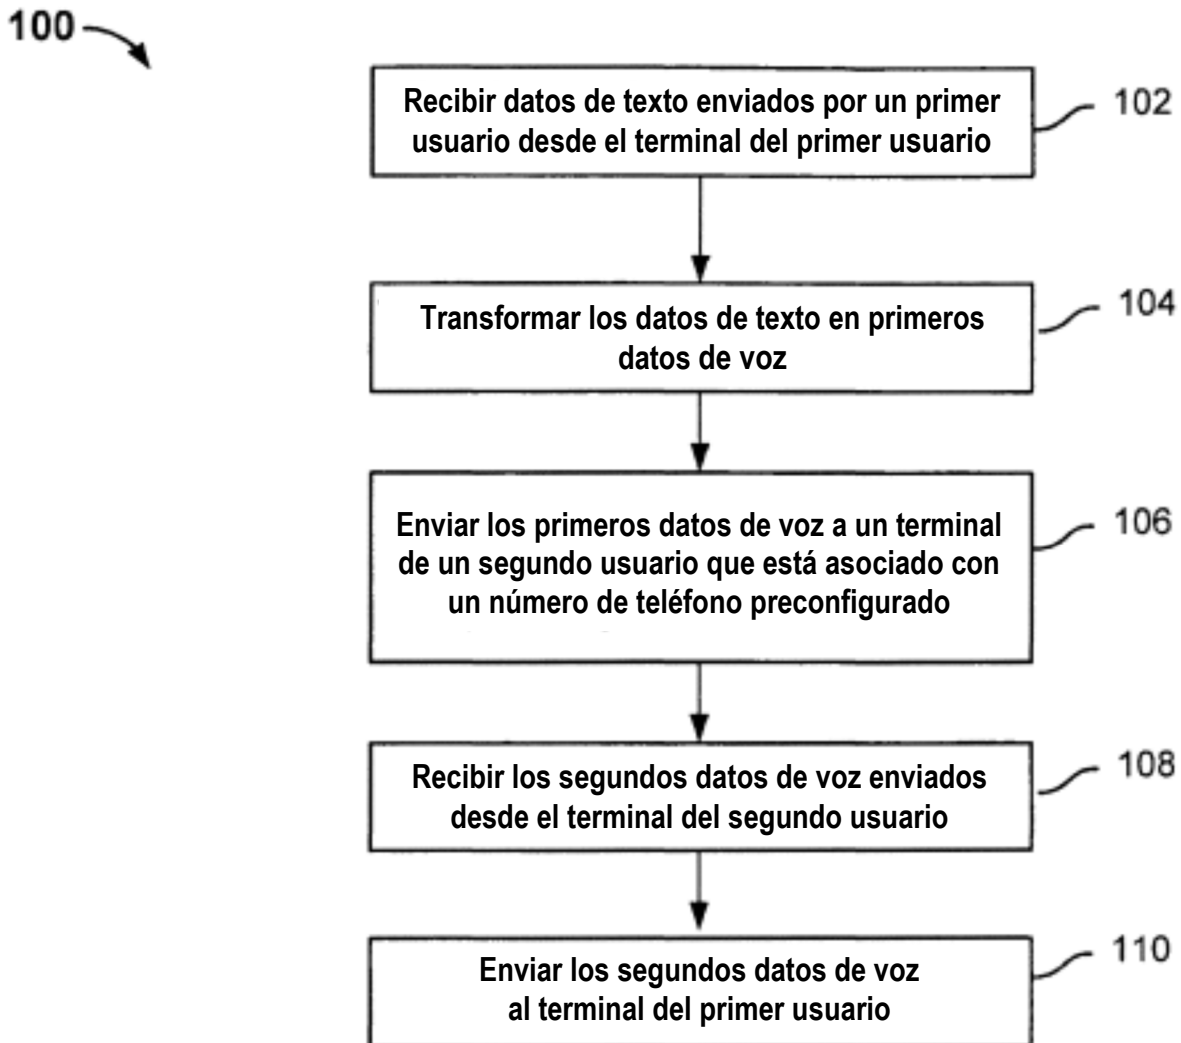 100
Recibir datos de texto enviados por un primer
usuario desde el terminal del primer usuario
102
Transformar los datos de texto en primeros
datos de voz
104
Enviar los primeros datos de voz a un terminal
de un segundo usuario que está asociado con
un número de teléfono preconfigurado
106
Recibir los segundos datos de voz enviados
desde el terminal del segundo usuario
108
Enviar los segundos datos de voz
al terminal del primer usuario
110